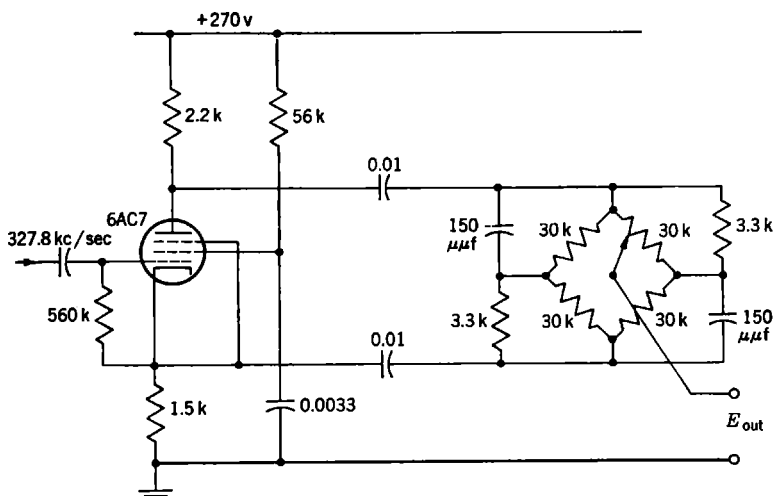 +270 v
2.2 k
56 k
0.01
6AC7
150 μμf
30 k
30 k
3.3 k
327.8 kc/sec
560 k
3.3 k
30 k
30 k
150 μμf
0.01
1.5 k
0.0033
E out